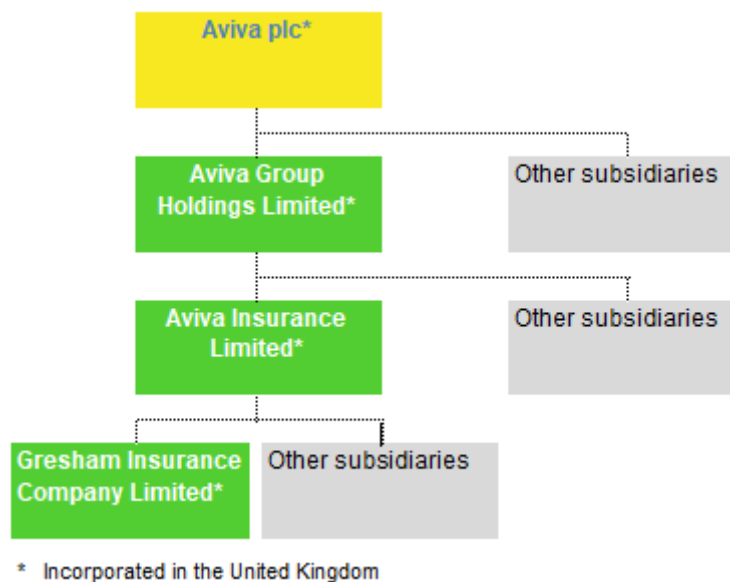 Aviva plc*
Aviva Group
Holdings Limited*
Other subsidiaries
Aviva Insurance
Limited*
Other subsidiaries
Gresham Insurance
Company Limited*
Other subsidiaries
* Incorporated in the United Kingdom